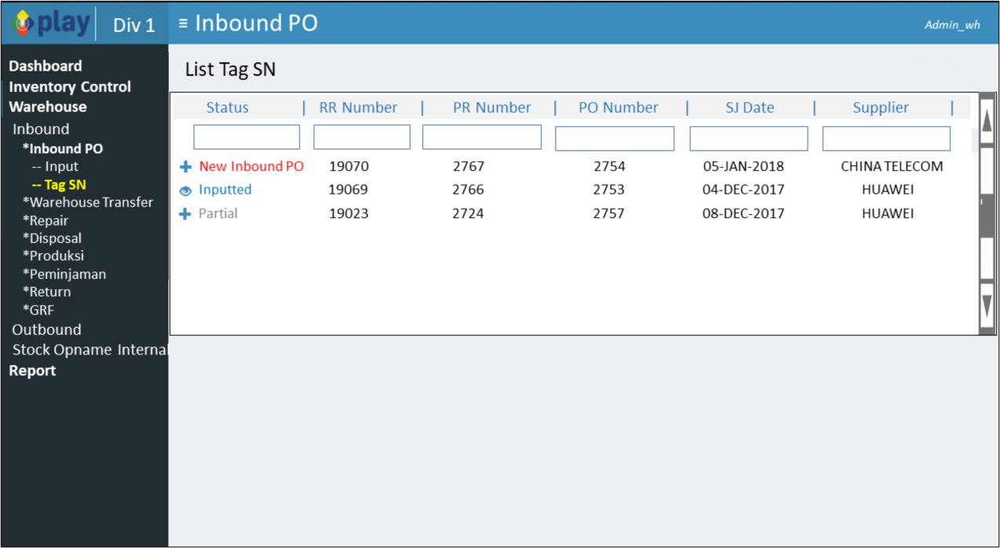 play Div 1 ≡ Inbound PO Admin_wh
Dashboard
Inventory Control
Warehouse
Inbound
*Inbound PO
-- Input
-- Tag SN
*Warehouse Transfer
*Repair
*Disposal
*Produksi
*Peminjaman
*Return
*GRF
Outbound
Stock Opname Internal
Report
List Tag SN
Status | RR Number | PR Number | PO Number | SJ Date | Supplier |
New Inbound PO 19070 2767 2754 05-JAN-2018 CHINA TELECOM
Inputted 19069 2766 2753 04-DEC-2017 HUAWEI
Partial 19023 2724 2757 08-DEC-2017 HUAWEI